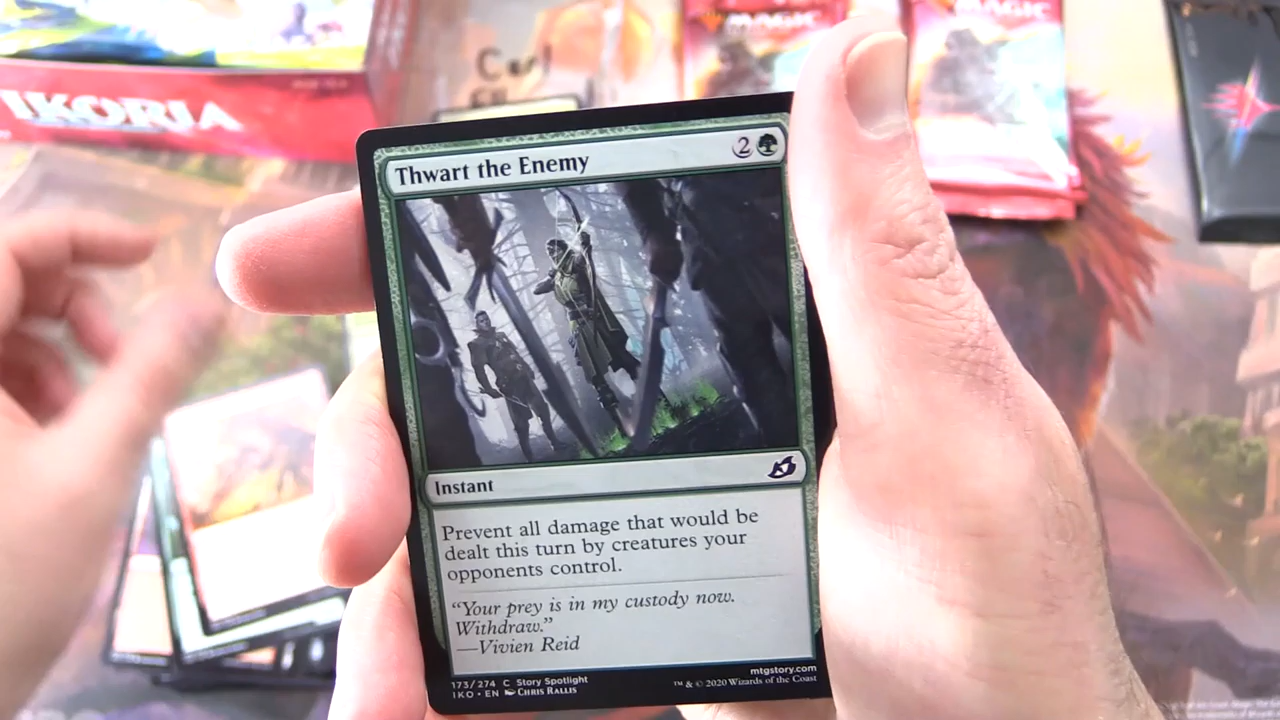 IKORIA
MAGIC
MAGIC
Thwart the Enemy
2
Instant
Prevent all damage that would be
dealt this turn by creatures your
opponents control.
“Your prey is in my custody now.
Withdraw.”
—Vivien Reid
173/274 C Story Spotlight
IKO • EN Chris Rallis
mtgstory.com
™ & © 2020 Wizards of the Coast